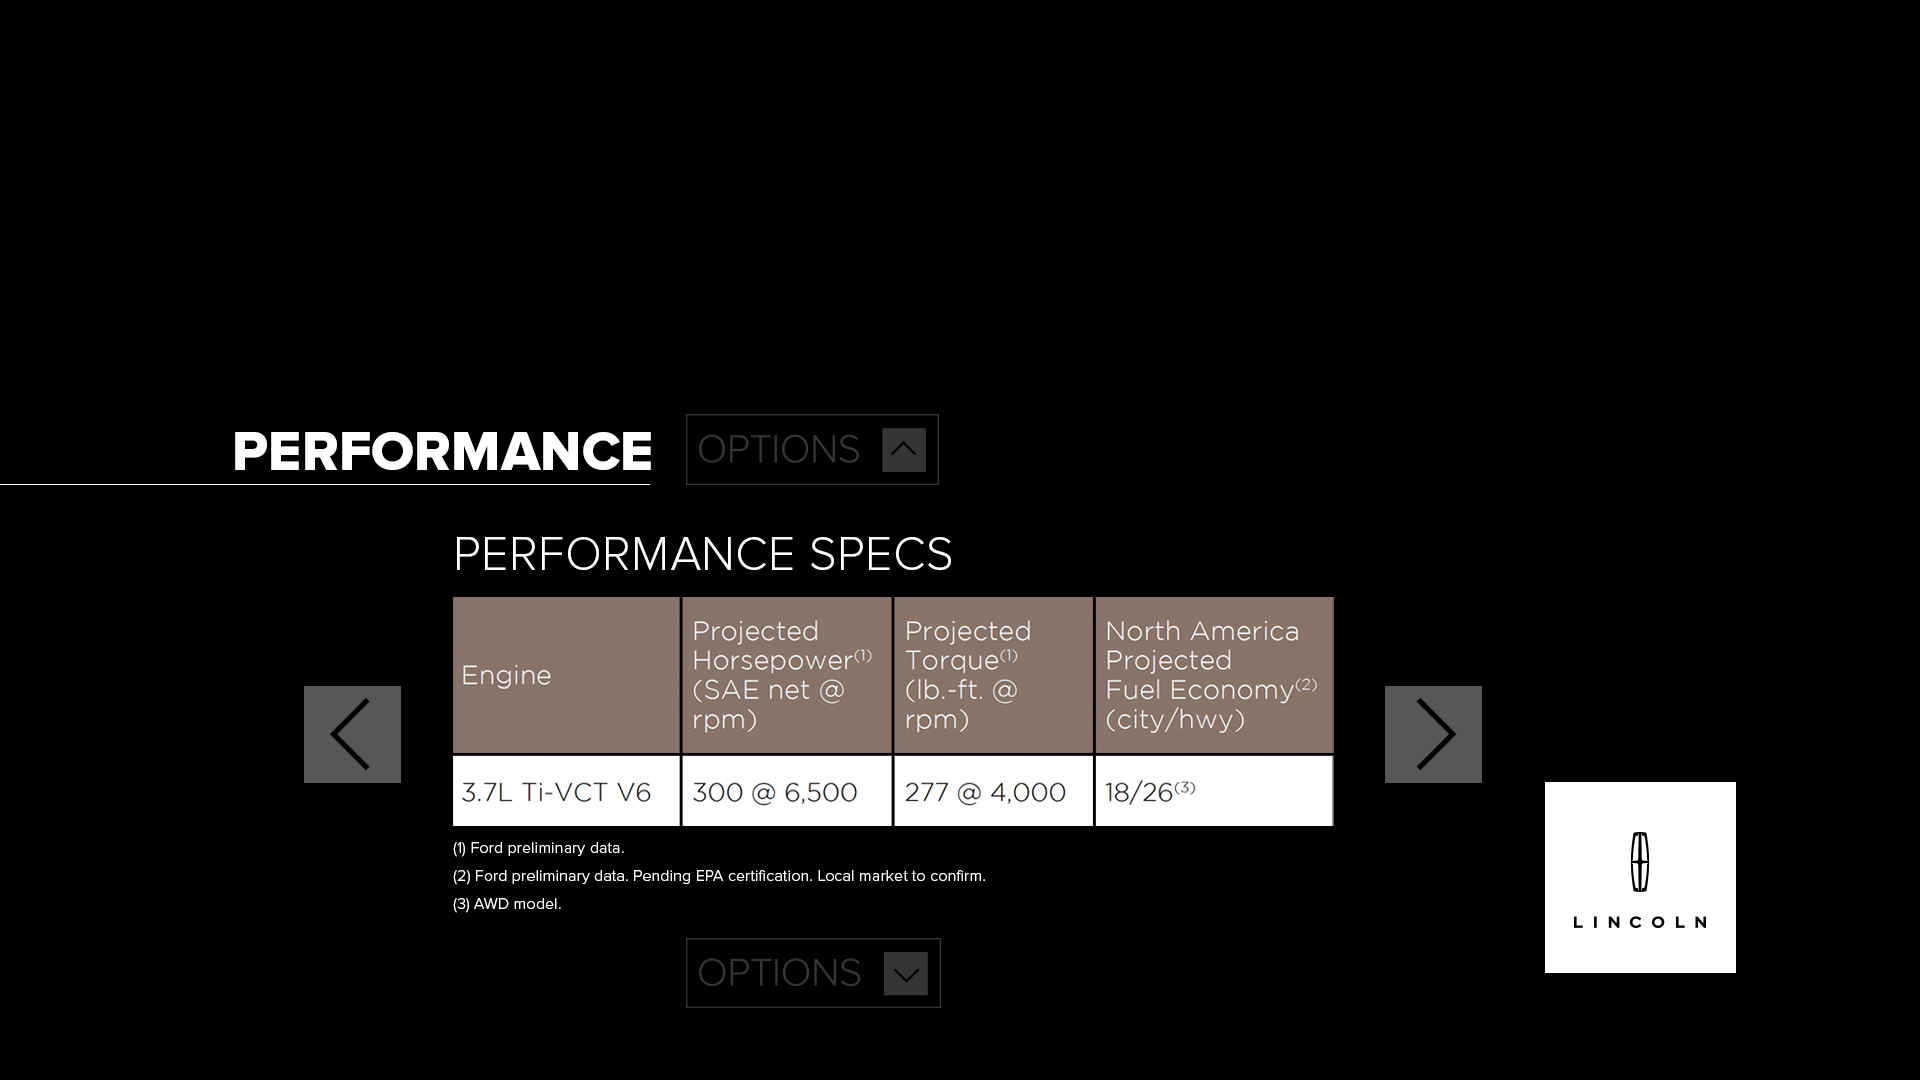 PERFORMANCE
OPTIONS
PERFORMANCE SPECS
Engine
Projected
Horsepower(1)
(SAE net @
rpm)
Projected
Torque(1)
(lb.-ft. @
rpm)
North America
Projected
Fuel Economy(2)
(city/hwy)
3.7L Ti-VCT V6
300 @ 6,500
277 @ 4,000
18/26(3)
(1) Ford preliminary data.
(2) Ford preliminary data. Pending EPA certification. Local market to confirm.
(3) AWD model.
OPTIONS
LINCOLN